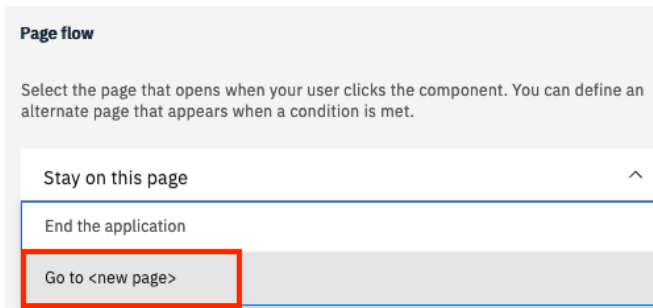 Page flow
Select the page that opens when your user clicks the component. You can define an
alternate page that appears when a condition is met.
Stay on this page
End the application
Go to <new page>